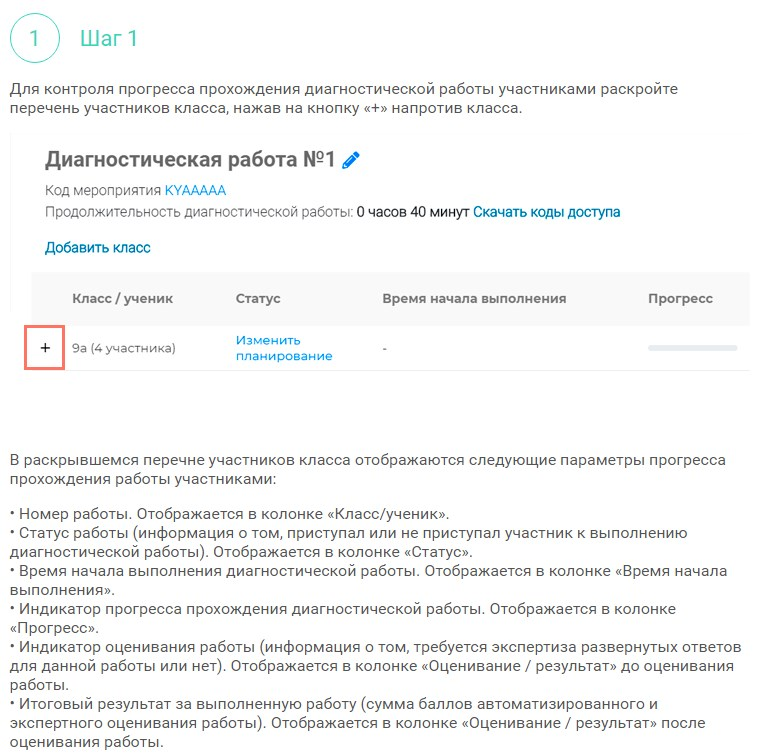 1 Шаг 1
Для контроля прогресса прохождения диагностической работы участниками раскройте
перечень участников класса, нажав на кнопку «+» напротив класса.
Диагностическая работа №1
Код мероприятия KYAAAAA
Продолжительность диагностической работы: 0 часов 40 минут Скачать коды доступа
Добавить класс
Класс / ученик Статус Время начала выполнения Прогресс
+ 9а (4 участника) Изменить планирование -
В раскрывшемся перечне участников класса отображаются следующие параметры прогресса
прохождения работы участниками:
• Номер работы. Отображается в колонке «Класс/ученик».
• Статус работы (информация о том, приступал или не приступал участник к выполнению
диагностической работы). Отображается в колонке «Статус».
• Время начала выполнения диагностической работы. Отображается в колонке «Время начала
выполнения».
• Индикатор прогресса прохождения диагностической работы. Отображается в колонке
«Прогресс».
• Индикатор оценивания работы (информация о том, требуется экспертиза развернутых ответов
для данной работы или нет). Отображается в колонке «Оценивание / результат» до оценивания
работы.
• Итоговый результат за выполненную работу (сумма баллов автоматизированного и
экспертного оценивания работы). Отображается в колонке «Оценивание / результат» после
оценивания работы.